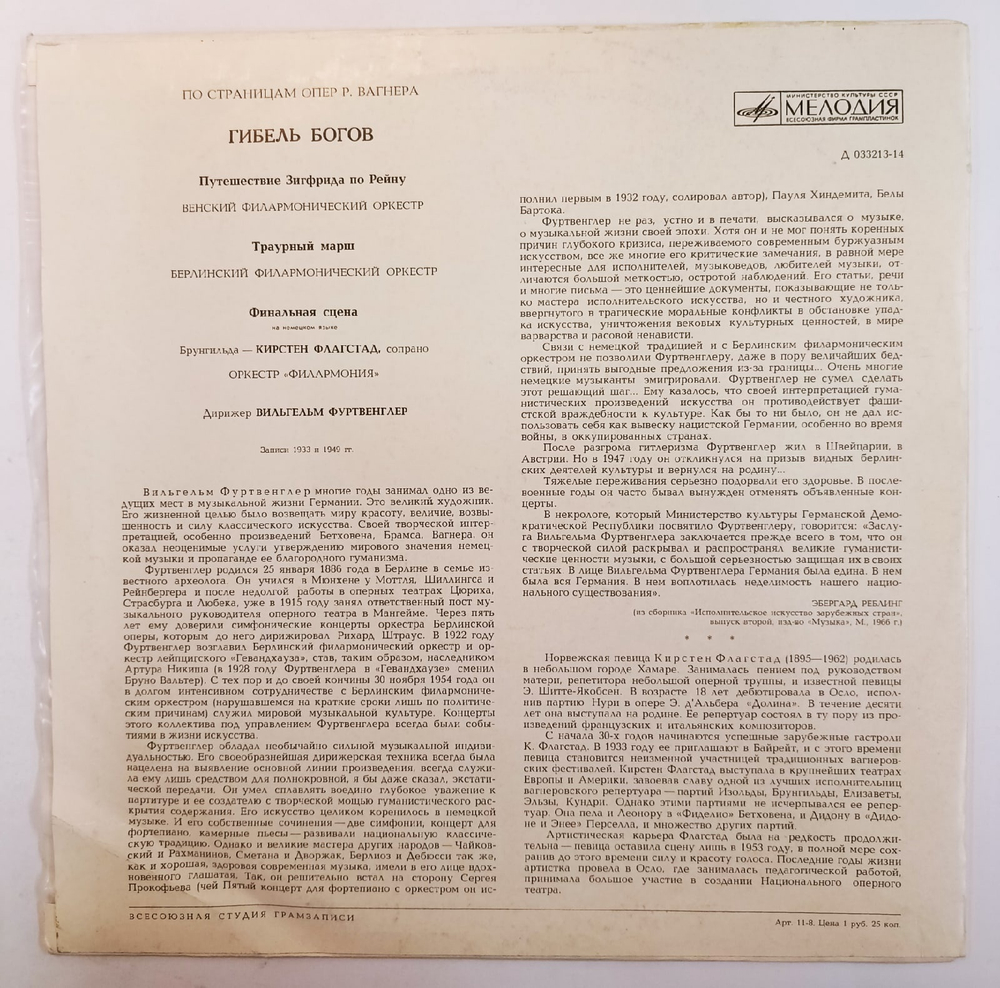 ПО СТРАНИЦАМ ОПЕР Р. ВАГНЕРА
ГИБЕЛЬ БОГОВ
Путешествие Зигфрида по Рейну
ВЕНСКИЙ ФИЛАРМОНИЧЕСКИЙ ОРКЕСТР
Траурный марш
БЕРЛИНСКИЙ ФИЛАРМОНИЧЕСКИЙ ОРКЕСТР
Финальная сцена
на немецком языке
Брунгильда — КИРСТЕН ФЛАГСТАД, сопрано
ОРКЕСТР «ФИЛАРМОНИЯ»
Дирижер ВИЛЬГЕЛЬМ ФУРТВЕНГЛЕР
Записи 1933 и 1949 гг.
Вильгельм Фуртвенглер многие годы занимал одно из ве-
дущих мест в музыкальной жизни Германии. Это великий художник.
Его жизненной целью было возвещать миру красоту, величие, возвы-
шенность и силу классического искусства. Своей творческой интер-
претацией, особенно произведений Бетховена, Брамса, Вагнера, он
оказал неоценимые услуги утверждению мирового значения немец-
кой музыки и пропаганде ее благородного гуманизма.
Фуртвенглер родился 25 января 1886 года в Берлине в семье из-
вестного археолога. Он учился в Мюнхене у Моттля, Шиллингса и
Рейнбергера и после недолгой работы в оперных театрах Цюриха,
Страсбурга и Любека, уже в 1915 году занял ответственный пост му-
зыкального руководителя оперного театра в Мангейме. Через пять
лет ему доверили симфонические концерты оркестра Берлинской
оперы, которым до него дирижировал Рихард Штраус. В 1922 году
Фуртвенглер возглавил Берлинский филармонический оркестр и ор-
кестр лейпцигского «Гевандхауза», став, таким образом, наследником
Артура Никиша (в 1928 году Фуртвенглера в «Гевандхаузе» сменил
Бруно Вальтер). С тех пор и до своей кончины 30 ноября 1954 года он
в долгом интенсивном сотрудничестве с Берлинским филармониче-
ским оркестром (нарушавшемся на краткие сроки лишь по политиче-
ским причинам) служил мировой музыкальной культуре. Концерты
этого коллектива под управлением Фуртвенглера всегда были собы-
тиями в жизни искусства.
Фуртвенглер обладал необычайно сильной музыкальной индиви-
дуальностью. Его своеобразнейшая дирижерская техника всегда была
нацелена на выявление основной линии произведения, всегда служи-
ла ему лишь средством для полнокровной, я бы даже сказал, экстати-
ческой передачи. Он умел сплавлять воедино глубокое уважение к
партитуре и ее создателю с творческой мощью гуманистического рас-
крытия содержания. Его искусство целиком коренилось в немецкой
музыке. И его собственные сочинения — две симфонии, концерт для
фортепиано, камерные пьесы — развивали национальную классиче-
скую традицию. Однако и великие мастера других народов — Чайков-
ский и Рахманинов, Сметана и Дворжак, Берлиоз и Дебюсси так же,
как и хорошая, здоровая современная музыка, имели в его лице вдох-
новенного глашатая. Так, он решительно встал на сторону Сергея
Прокофьева (чей Пятый концерт для фортепиано с оркестром он ис-
ВСЕСОЮЗНАЯ СТУДИЯ ГРАМЗАПИСИ
МИНИСТЕРСТВО КУЛЬТУРЫ СССР
МЕЛОДИЯ
ВСЕСОЮЗНАЯ ФИРМА ГРАМПЛАСТИНОК
Д 033213-14
полнил первым в 1932 году, солировал автор), Пауля Хиндемита, Белы
Бартока.
Фуртвенглер не раз, устно и в печати, высказывался о музыке,
о музыкальной жизни своей эпохи. Хотя он и не мог понять коренных
причин глубокого кризиса, переживаемого современным буржуазным
искусством, все же многие его критические замечания, в равной мере
интересные для исполнителей, музыковедов, любителей музыки, от-
личаются большой меткостью, остротой наблюдений. Его статьи, речи
и многие письма — это ценнейшие документы, показывающие не толь-
ко мастера исполнительского искусства, но и честного художника,
ввергнутого в трагические моральные конфликты в обстановке упад-
ка искусства, уничтожения вековых культурных ценностей, в мире
варварства и расовой ненависти.
Связи с немецкой традицией и с Берлинским филармоническим
оркестром не позволили Фуртвенглеру, даже в пору величайших бед-
ствий, принять выгодные предложения из-за границы... Очень многие
немецкие музыканты эмигрировали. Фуртвенглер не сумел сделать
этот решающий шаг... Ему казалось, что своей интерпретацией гума-
нистических произведений искусства он противодействует фаши-
стской враждебности к культуре. Как бы то ни было, он не дал ис-
пользовать себя как вывеску нацистской Германии, особенно во время
войны, в оккупированных странах.
После разгрома гитлеризма Фуртвенглер жил в Швейцарии, в
Австрии. Но в 1947 году он откликнулся на призыв видных берлин-
ских деятелей культуры и вернулся на родину...
Тяжелые переживания серьезно подорвали его здоровье. В после-
военные годы он часто бывал вынужден отменять объявленные кон-
церты.
В некрологе, который Министерство культуры Германской Демо-
кратической Республики посвятило Фуртвенглеру, говорится: «Заслу-
га Вильгельма Фуртвенглера заключается прежде всего в том, что он
с творческой силой раскрывал и распространял великие гуманисти-
ческие ценности музыки, с большой серьезностью защищая их в своих
статьях. В лице Вильгельма Фуртвенглера Германия была едина. В нем
была вся Германия. В нем воплотилась неделимость нашего нацио-
нального существования».
ЭБЕРГАРД РЕБЛИНГ
(из сборника «Исполнительское искусство зарубежных стран»,
выпуск второй, изд-во «Музыка», М., 1966 г.)
* * *
Норвежская певица Кирстен Флагстад (1895—1962) родилась
в небольшом городе Хамаре. Занималась пением под руководством
матери, репетитора небольшой оперной труппы, и известной певицы
Э. Шитте-Якобсен. В возрасте 18 лет дебютировала в Осло, испол-
нив партию Нури в опере Э. д'Альбера «Долина». В течение десяти
лет она выступала на родине. Ее репертуар состоял в ту пору из про-
изведений французских и итальянских композиторов.
С начала 30-х годов начинаются успешные зарубежные гастроли
К. Флагстад. В 1933 году ее приглашают в Байрейт, и с этого времени
певица становится неизменной участницей традиционных вагнеров-
ских фестивалей. Кирстен Флагстад выступала в крупнейших театрах
Европы и Америки, завоевав славу одной из лучших исполнительниц
вагнеровского репертуара — партий Изольды, Брунгильды, Елизаветы,
Эльзы, Кундри. Однако этими партиями не исчерпывался ее репер-
туар. Она пела и Леонору в «Фиделио» Бетховена, и Дидону в «Дидо-
не и Энее» Перселла, и множество других партий.
Артистическая карьера Флагстад была на редкость продолжи-
тельна — певица оставила сцену лишь в 1953 году, в полной мере сох-
ранив до этого времени силу и красоту голоса. Последние годы жизни
артистка провела в Осло, где занималась педагогической работой,
принимала большое участие в создании Национального оперного
театра.
Арт. 11-8. Цена 1 руб. 25 коп.